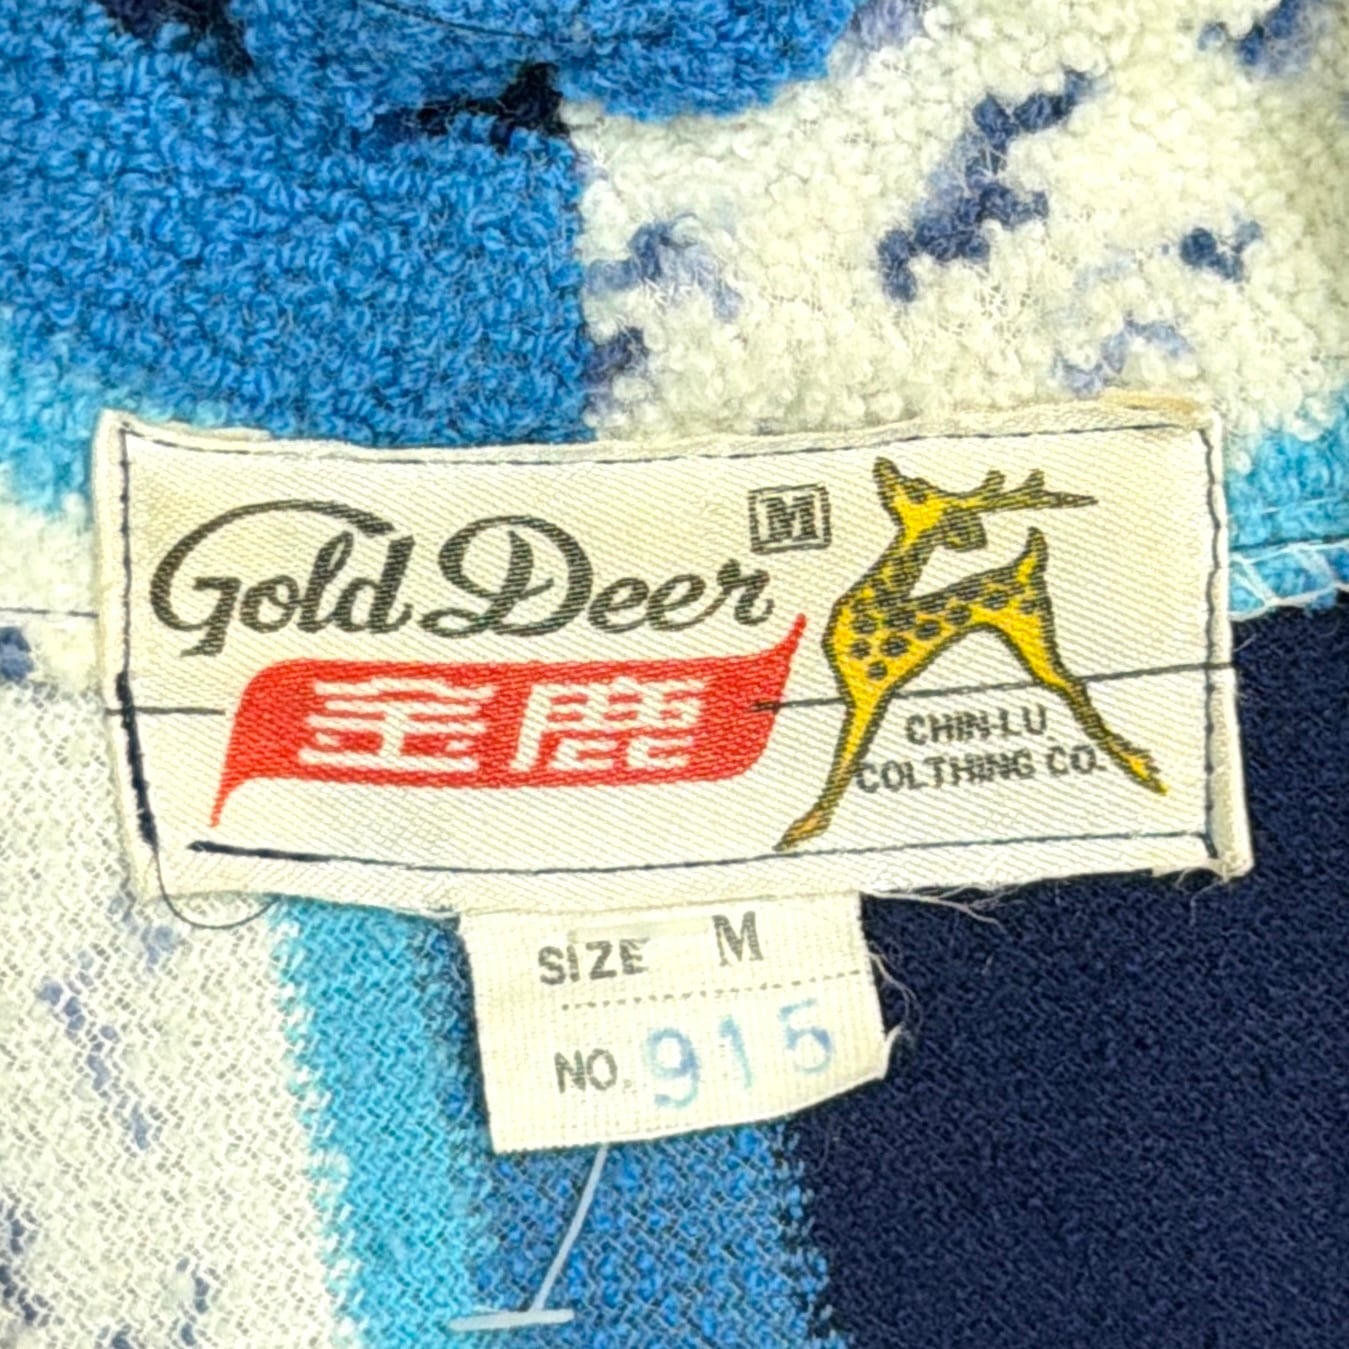 Gold Deer M
金鹿
CHIN LU.
COLTHING CO.
SIZE M
NO. 915